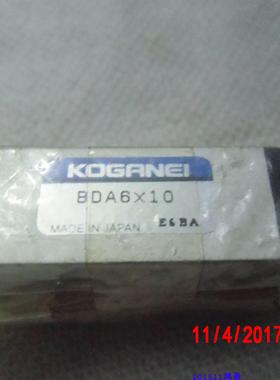 KOGANEI
BDA6×10
MADE IN JAPAN E6BA
11/4/2017